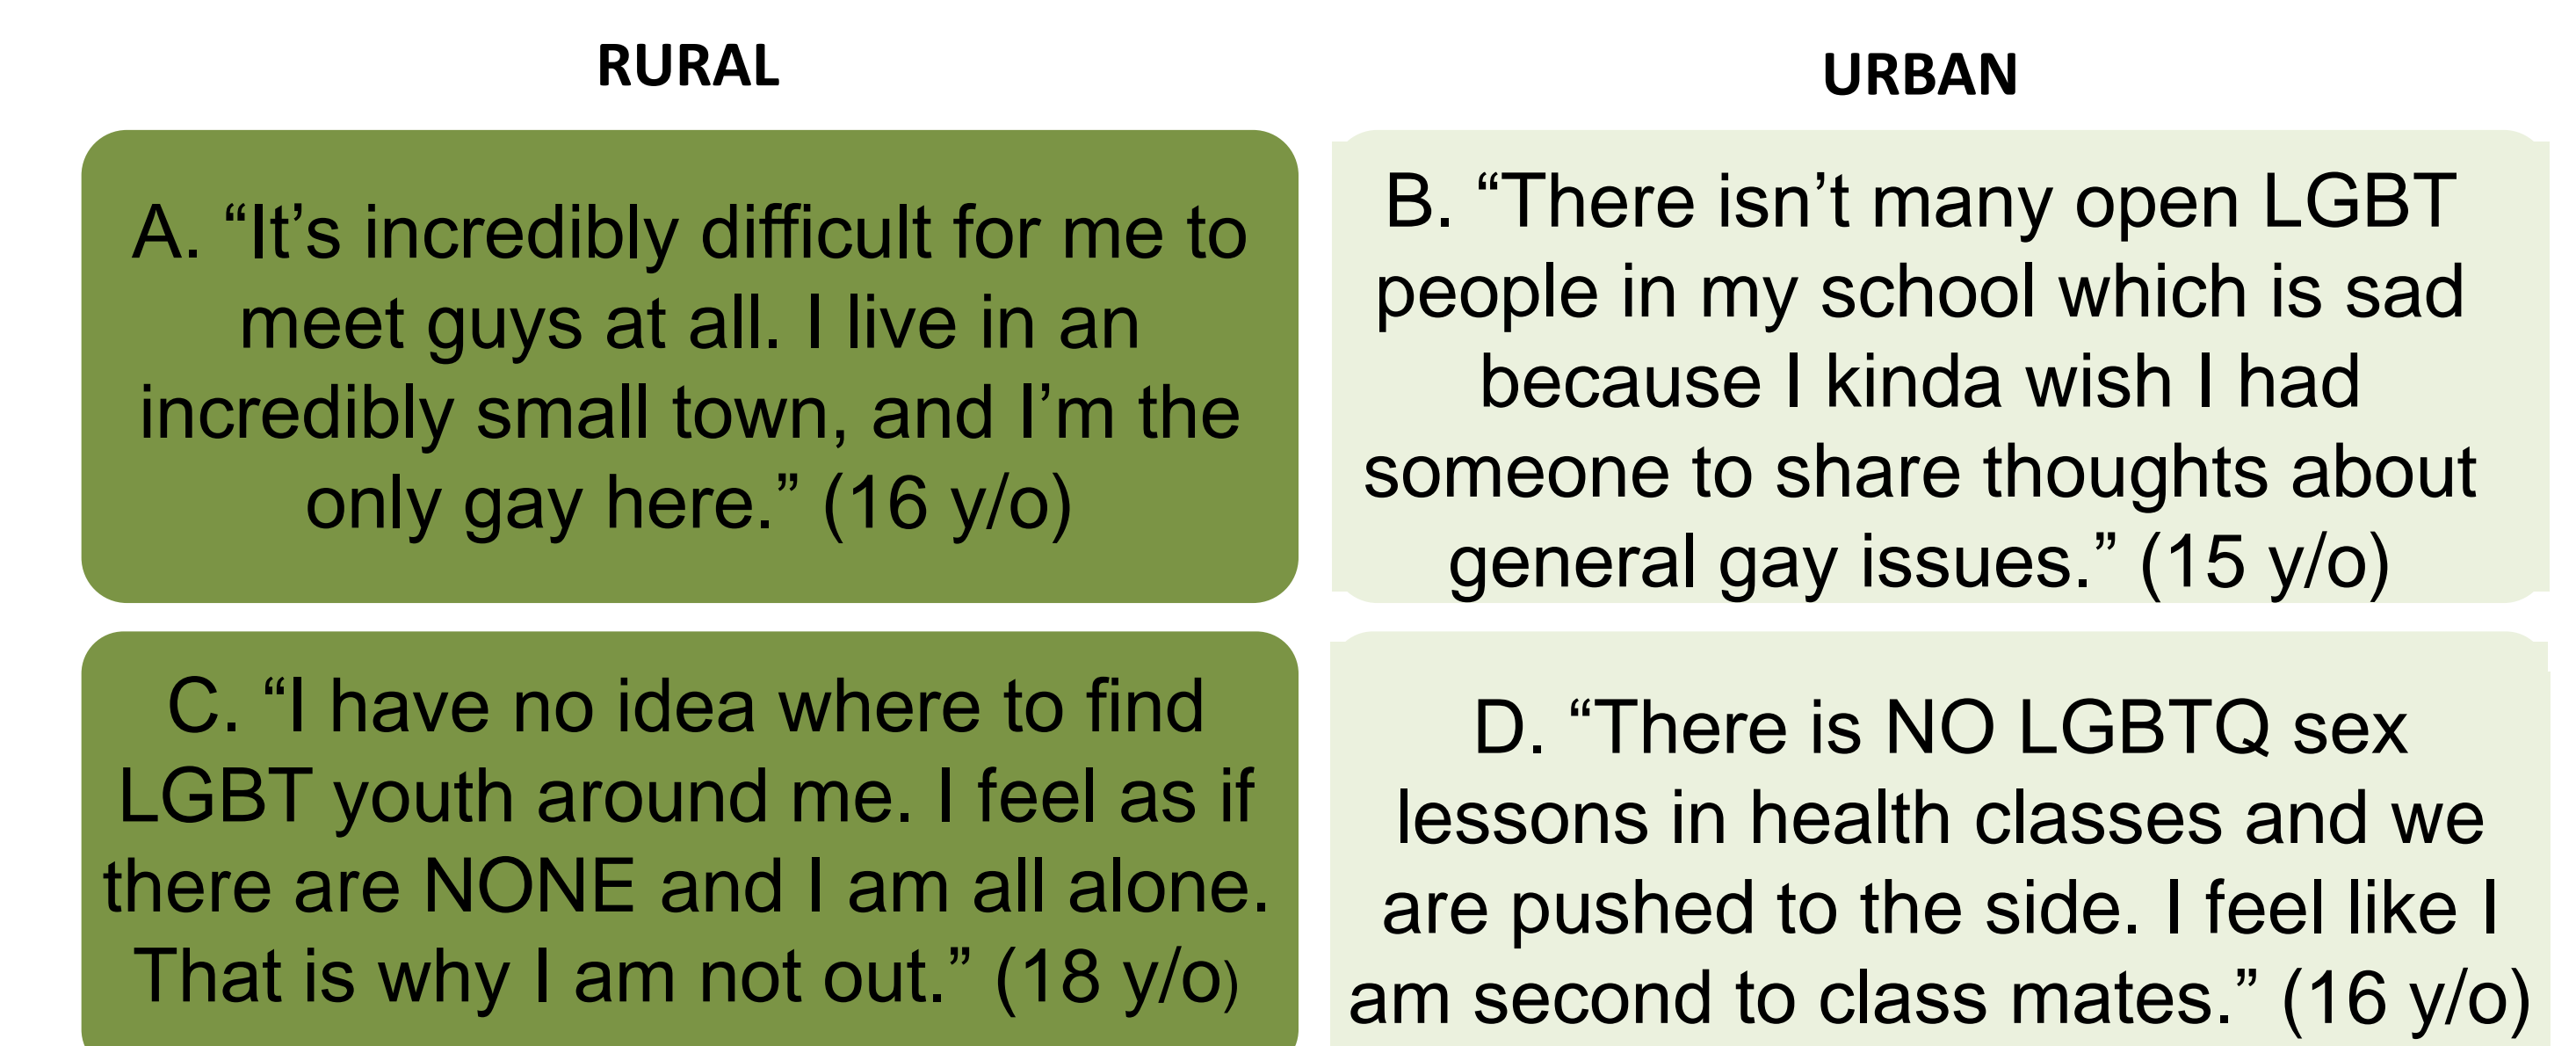 RURAL
URBAN
A. “It’s incredibly difficult for me to
meet guys at all. I live in an
incredibly small town, and I’m the
only gay here.” (16 y/o)
B. “There isn’t many open LGBT
people in my school which is sad
because I kinda wish I had
someone to share thoughts about
general gay issues.” (15 y/o)
C. “I have no idea where to find
LGBT youth around me. I feel as if
there are NONE and I am all alone.
That is why I am not out.” (18 y/o)
D. “There is NO LGBTQ sex
lessons in health classes and we
are pushed to the side. I feel like I
am second to class mates.” (16 y/o)